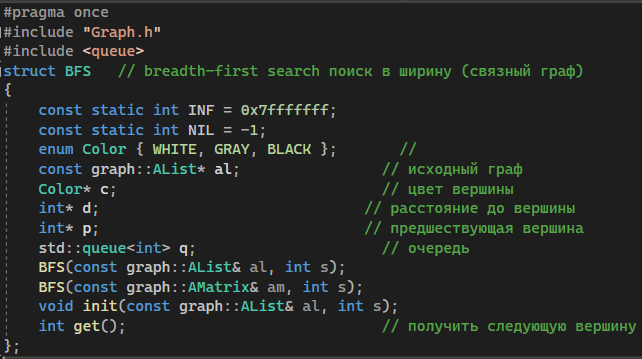 #pragma once
#include "Graph.h"
#include <queue>
struct BFS   // breadth-first search поиск в ширину (связный граф)
{
    const static int INF = 0x7fffffff;
    const static int NIL = -1;
    enum Color { WHITE, GRAY, BLACK };       //
    const graph::AList* al;                // исходный граф
    Color* c;                              // цвет вершины
    int* d;                              // расстояние до вершины
    int* p;                              // предшествующая вершина
    std::queue<int> q;                     // очередь
    BFS(const graph::AList& al, int s);
    BFS(const graph::AMatrix& am, int s);
    void init(const graph::AList& al, int s);
    int get();                             // получить следующую вершину
};